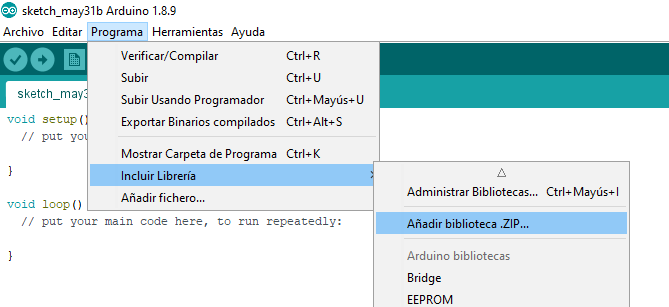 sketch_may31b Arduino 1.8.9
Archivo Editar Programa Herramientas Ayuda
Verificar/Compilar Ctrl+R
Subir Ctrl+U
Subir Usando Programador Ctrl+Mayús+U
Exportar Binarios compilados Ctrl+Alt+S
Mostrar Carpeta de Programa Ctrl+K
Incluir Librería
Añadir fichero...
Administrar Bibliotecas... Ctrl+Mayús+I
Añadir biblioteca .ZIP...
Arduino bibliotecas
Bridge
EEPROM
sketch_may3
void setup()
// put you
}
void loop()
// put your main code here, to run repeatedly:
}